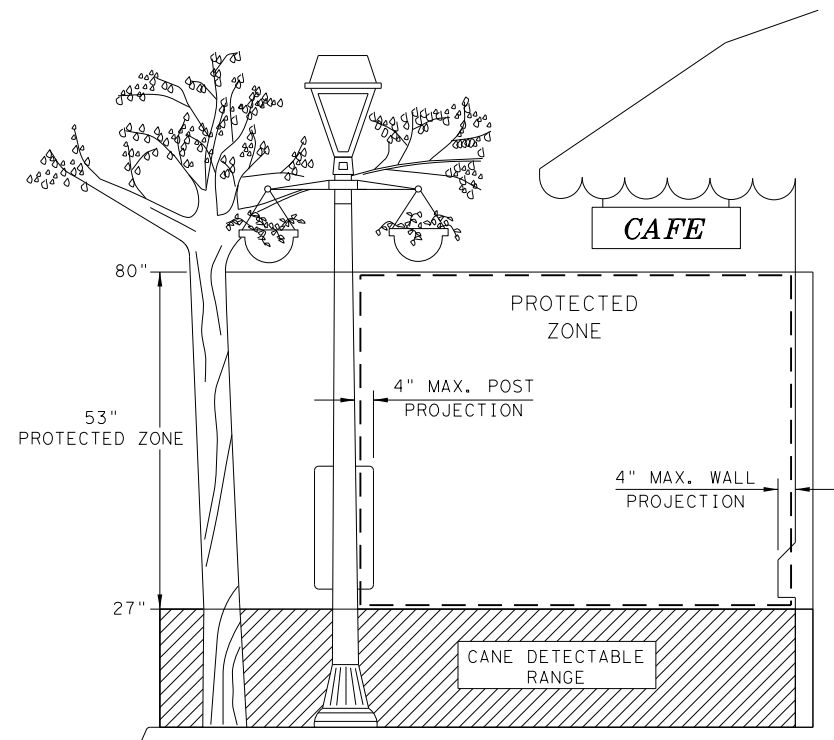 CAFE
80"
PROTECTED
ZONE
4" MAX. POST
PROJECTION
53"
PROTECTED ZONE
4" MAX. WALL
PROJECTION
27"
CANE DETECTABLE
RANGE